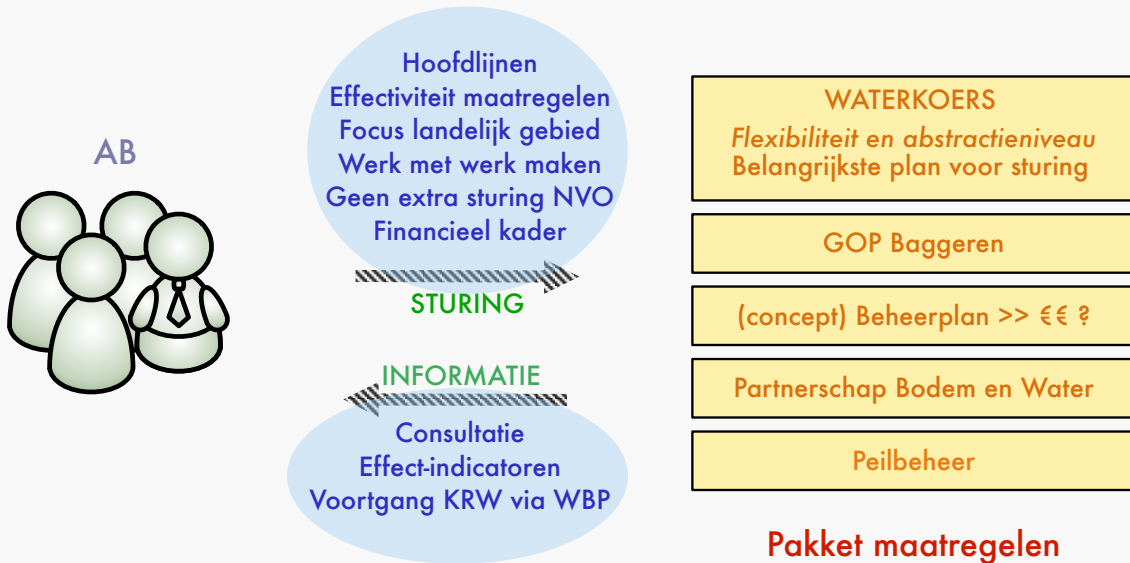 AB
Hoofdlijnen
Effectiviteit maatregelen
Focus landelijk gebied
Werk met werk maken
Geen extra sturing NVO
Financieel kader
STURING
INFORMATIE
Consultatie
Effect-indicatoren
Voortgang KRW via WBP
WATERKOERS
Flexibiliteit en abstractieniveau
Belangrijkste plan voor sturing
GOP Baggeren
(concept) Beheerplan >> €€ ?
Partnerschap Bodem en Water
Peilbeheer
Pakket maatregelen